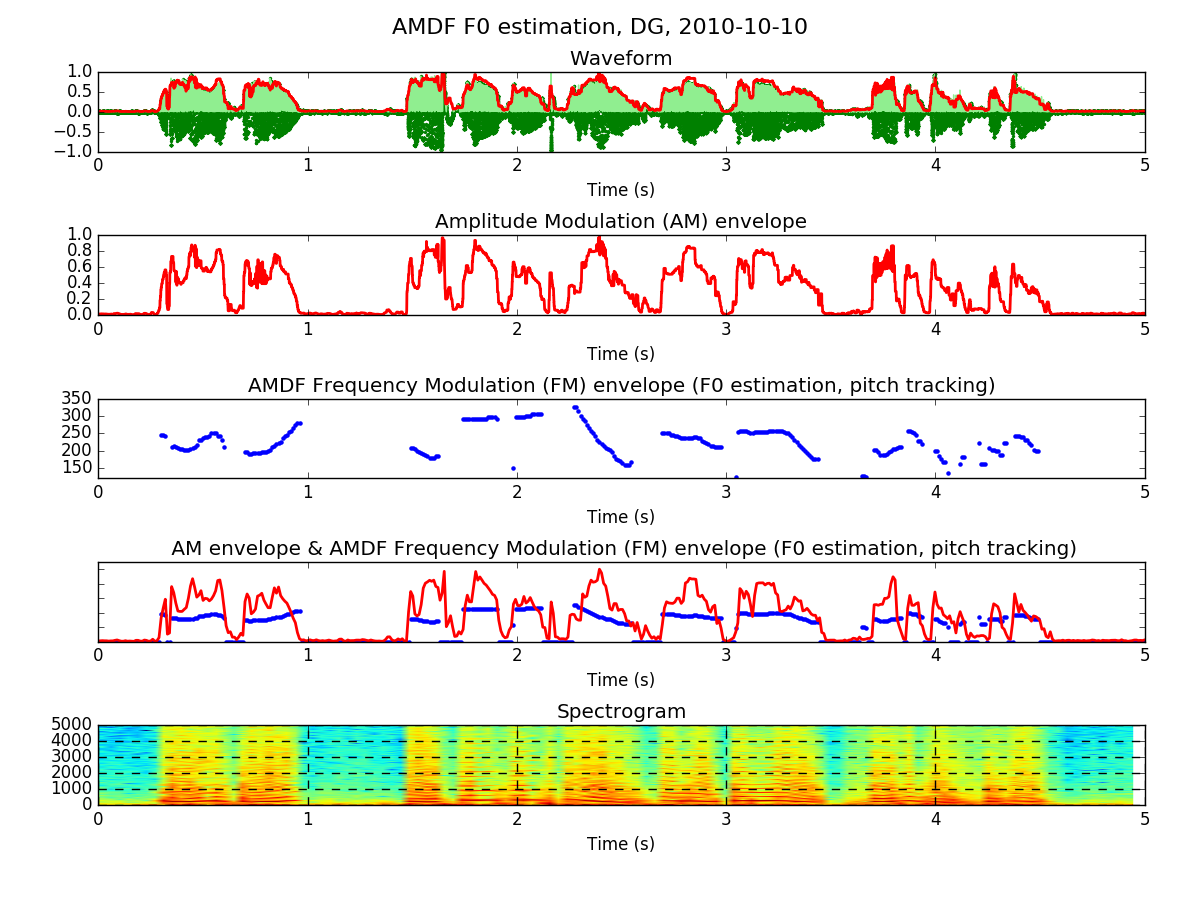 AMDF F0 estimation, DG, 2010-10-10
Waveform
1.0
0.5
0.0
−0.5
−1.0
0 1 2 3 4 5
Time (s)
Amplitude Modulation (AM) envelope
1.0
0.8
0.6
0.4
0.2
0.0
0 1 2 3 4 5
Time (s)
AMDF Frequency Modulation (FM) envelope (F0 estimation, pitch tracking)
350
300
250
200
150
0 1 2 3 4 5
Time (s)
AM envelope & AMDF Frequency Modulation (FM) envelope (F0 estimation, pitch tracking)
0 1 2 3 4 5
Time (s)
Spectrogram
5000
4000
3000
2000
1000
0
0 1 2 3 4 5
Time (s)